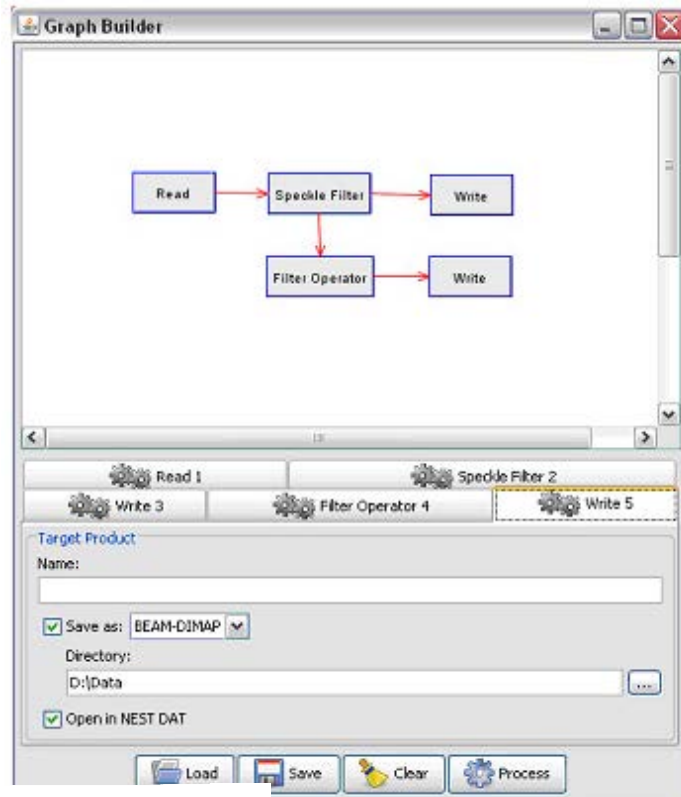 Graph Builder
Read
Speckle Filter
Write
Filter Operator
Write
Read 1
Speckle Filter 2
Write 3
Filter Operator 4
Write 5
Target Product
Name:
Save as: BEAM-DIMAP
Directory:
D:\Data
...
Open in NEST DAT
Load
Save
Clear
Process